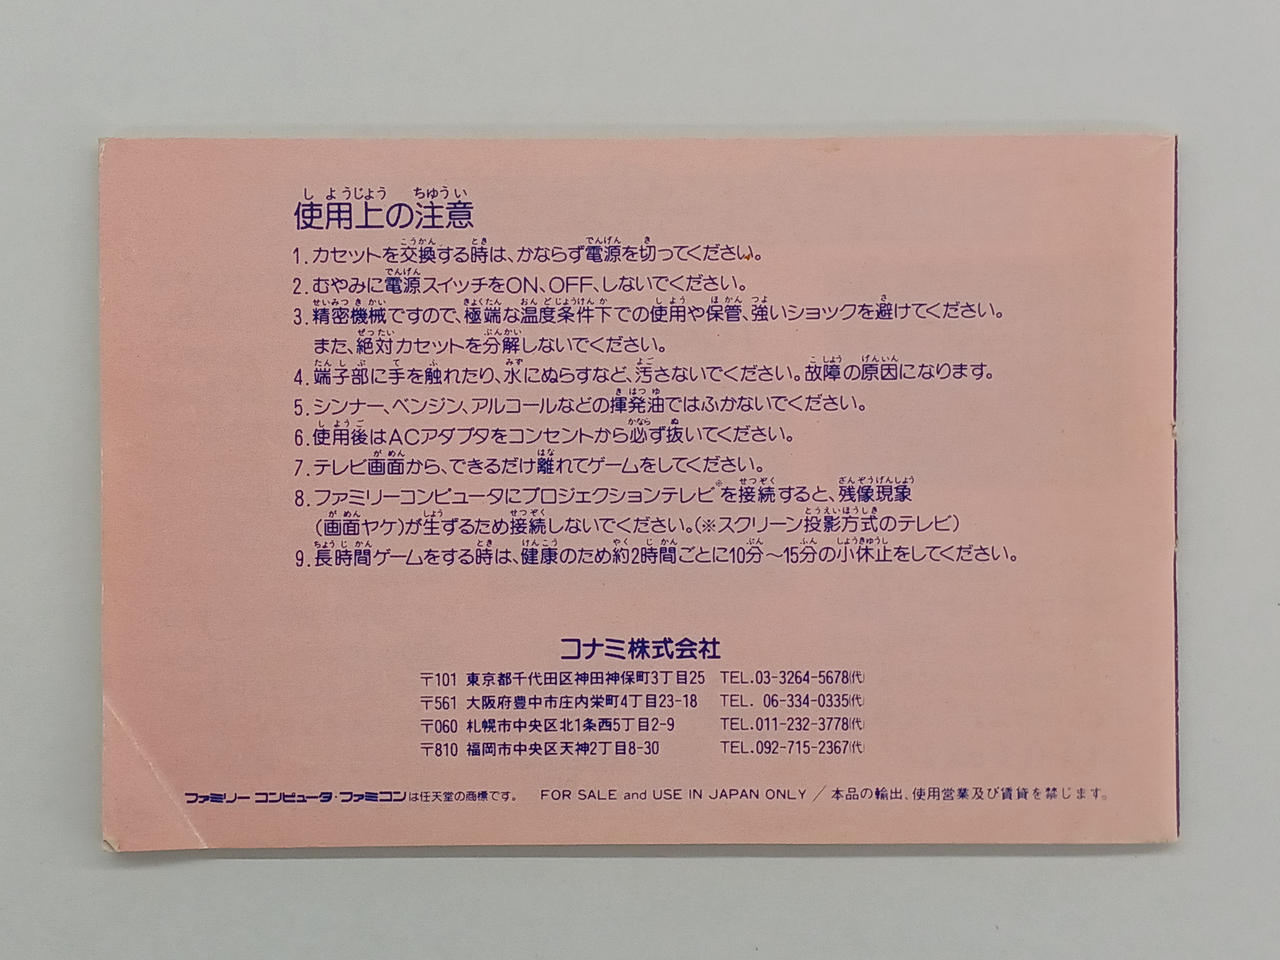 使用上の注意
1. カセットを交換する時は、かならず電源を切ってください。
2. むやみに電源スイッチをON、OFF、しないでください。
3. 精密機械ですので、極端な温度条件下での使用や保管、強いショックを避けてください。
また、絶対カセットを分解しないでください。
4. 端子部に手を触れたり、水にぬらすなど、汚さないでください。故障の原因になります。
5. シンナー、ベンジン、アルコールなどの揮発油ではふかないでください。
6. 使用後はACアダプタをコンセントから必ず抜いてください。
7. テレビ画面から、できるだけ離れてゲームをしてください。
8. ファミリーコンピュータにプロジェクションテレビ※を接続すると、残像現象
(画面ヤケ)が生ずるため接続しないでください。(※スクリーン投影方式のテレビ)
9. 長時間ゲームをする時は、健康のため約2時間ごとに10分〜15分の小休止をしてください。
コナミ株式会社
〒101 東京都千代田区神田神保町3丁目25 TEL.03-3264-5678(代)
〒561 大阪府豊中市庄内栄町4丁目23-18 TEL. 06-334-0335(代)
〒060 札幌市中央区北1条西5丁目2-9 TEL.011-232-3778(代)
〒810 福岡市中央区天神2丁目8-30 TEL.092-715-2367(代)
ファミリーコンピュータ・ファミコンは任天堂の商標です。 FOR SALE and USE IN JAPAN ONLY / 本品の輸出、使用営業及び賃貸を禁じます。